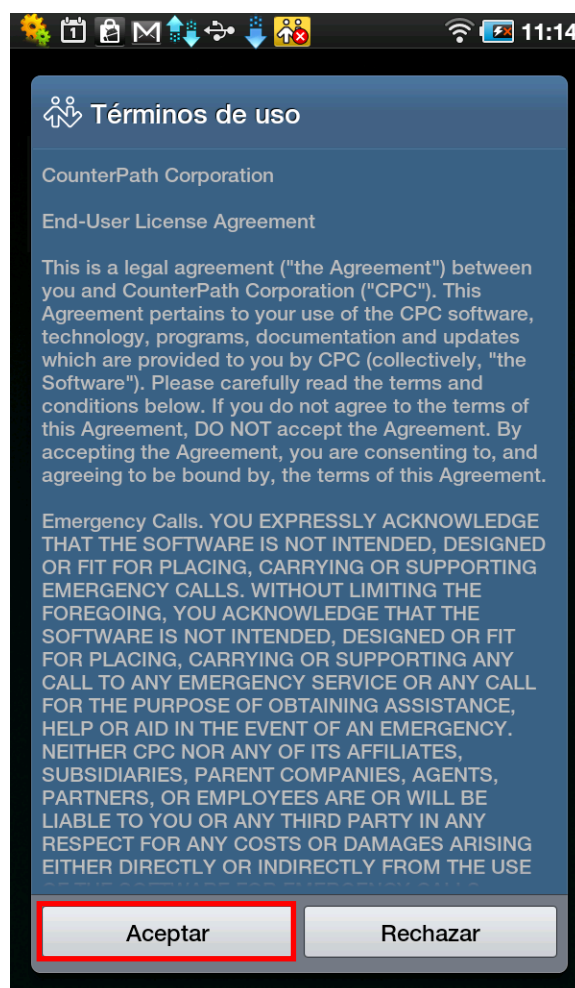 1
11:14
Términos de uso
CounterPath Corporation
End-User License Agreement
This is a legal agreement ("the Agreement") between
you and CounterPath Corporation ("CPC"). This
Agreement pertains to your use of the CPC software,
technology, programs, documentation and updates
which are provided to you by CPC (collectively, "the
Software"). Please carefully read the terms and
conditions below. If you do not agree to the terms of
this Agreement, DO NOT accept the Agreement. By
accepting the Agreement, you are consenting to, and
agreeing to be bound by, the terms of this Agreement.
Emergency Calls. YOU EXPRESSLY ACKNOWLEDGE
THAT THE SOFTWARE IS NOT INTENDED, DESIGNED
OR FIT FOR PLACING, CARRYING OR SUPPORTING
EMERGENCY CALLS. WITHOUT LIMITING THE
FOREGOING, YOU ACKNOWLEDGE THAT THE
SOFTWARE IS NOT INTENDED, DESIGNED OR FIT
FOR PLACING, CARRYING OR SUPPORTING ANY
CALL TO ANY EMERGENCY SERVICE OR ANY CALL
FOR THE PURPOSE OF OBTAINING ASSISTANCE,
HELP OR AID IN THE EVENT OF AN EMERGENCY.
NEITHER CPC NOR ANY OF ITS AFFILIATES,
SUBSIDIARIES, PARENT COMPANIES, AGENTS,
PARTNERS, OR EMPLOYEES ARE OR WILL BE
LIABLE TO YOU OR ANY THIRD PARTY IN ANY
RESPECT FOR ANY COSTS OR DAMAGES ARISING
EITHER DIRECTLY OR INDIRECTLY FROM THE USE
Aceptar
Rechazar